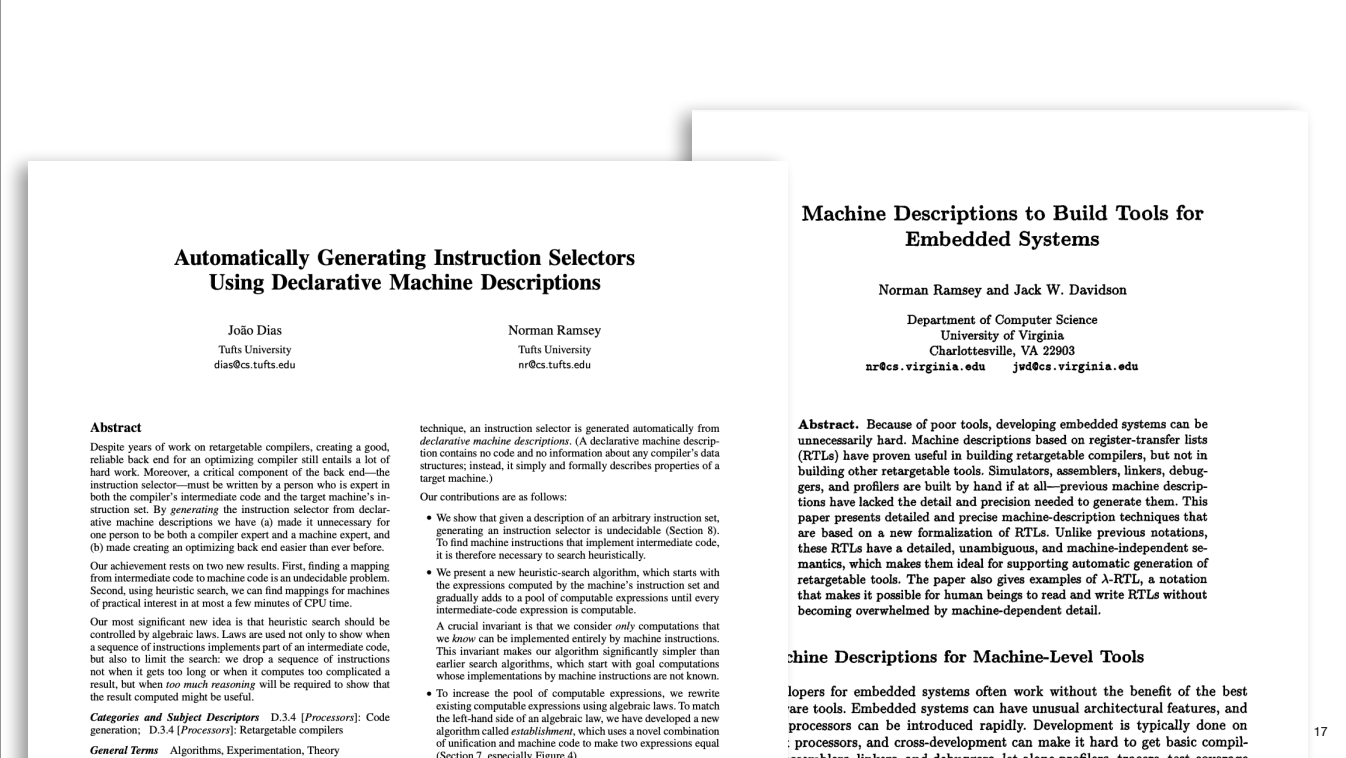 Automatically Generating Instruction Selectors
Using Declarative Machine Descriptions
João Dias
Tufts University
dias@cs.tufts.edu
Norman Ramsey
Tufts University
nr@cs.tufts.edu
Abstract
Despite years of work on retargetable compilers, creating a good,
reliable back end for an optimizing compiler still entails a lot of
hard work. Moreover, a critical component of the back end—the
instruction selector—must be written by a person who is expert in
both the compiler's intermediate code and the target machine's in-
struction set. By generating the instruction selector from declar-
ative machine descriptions we have (a) made it unnecessary for
one person to be both a compiler expert and a machine expert, and
(b) made creating an optimizing back end easier than ever before.
Our achievement rests on two new results. First, finding a mapping
from intermediate code to machine code is an undecidable problem.
Second, using heuristic search, we can find mappings for machines
of practical interest in at most a few minutes of CPU time.
Our most significant new idea is that heuristic search should be
controlled by algebraic laws. Laws are used not only to show when
a sequence of instructions implements part of an intermediate code,
but also to limit the search: we drop a sequence of instructions
not when it gets too long or when it computes too complicated a
result, but when too much reasoning will be required to show that
the result computed might be useful.
Categories and Subject Descriptors D.3.4 [Processors]: Code
generation; D.3.4 [Processors]: Retargetable compilers
General Terms Algorithms, Experimentation, Theory
technique, an instruction selector is generated automatically from
declarative machine descriptions. (A declarative machine descrip-
tion contains no code and no information about any compiler's data
structures; instead, it simply and formally describes properties of a
target machine.)
Our contributions are as follows:
• We show that given a description of an arbitrary instruction set,
generating an instruction selector is undecidable (Section 8).
To find machine instructions that implement intermediate code,
it is therefore necessary to search heuristically.
• We present a new heuristic-search algorithm, which starts with
the expressions computed by the machine's instruction set and
gradually adds to a pool of computable expressions until every
intermediate-code expression is computable.
A crucial invariant is that we consider only computations that
we know can be implemented entirely by machine instructions.
This invariant makes our algorithm significantly simpler than
earlier search algorithms, which start with goal computations
whose implementations by machine instructions are not known.
• To increase the pool of computable expressions, we rewrite
existing computable expressions using algebraic laws. To match
the left-hand side of an algebraic law, we have developed a new
algorithm called establishment, which uses a novel combination
of unification and machine code to make two expressions equal
(Section 7, especially Figure 4).
Machine Descriptions to Build Tools for
Embedded Systems
Norman Ramsey and Jack W. Davidson
Department of Computer Science
University of Virginia
Charlottesville, VA 22903
nr@cs.virginia.edu jwd@cs.virginia.edu
Abstract. Because of poor tools, developing embedded systems can be
unnecessarily hard. Machine descriptions based on register-transfer lists
(RTLs) have proven useful in building retargetable compilers, but not in
building other retargetable tools. Simulators, assemblers, linkers, debug-
gers, and profilers are built by hand if at all—previous machine descrip-
tions have lacked the detail and precision needed to generate them. This
paper presents detailed and precise machine-description techniques that
are based on a new formalization of RTLs. Unlike previous notations,
these RTLs have a detailed, unambiguous, and machine-independent se-
mantics, which makes them ideal for supporting automatic generation of
retargetable tools. The paper also gives examples of λ-RTL, a notation
that makes it possible for human beings to read and write RTLs without
becoming overwhelmed by machine-dependent detail.
chine Descriptions for Machine-Level Tools
lopers for embedded systems often work without the benefit of the best
are tools. Embedded systems can have unusual architectural features, and
processors can be introduced rapidly. Development is typically done on
processors, and cross-development can make it hard to get basic compil-
17